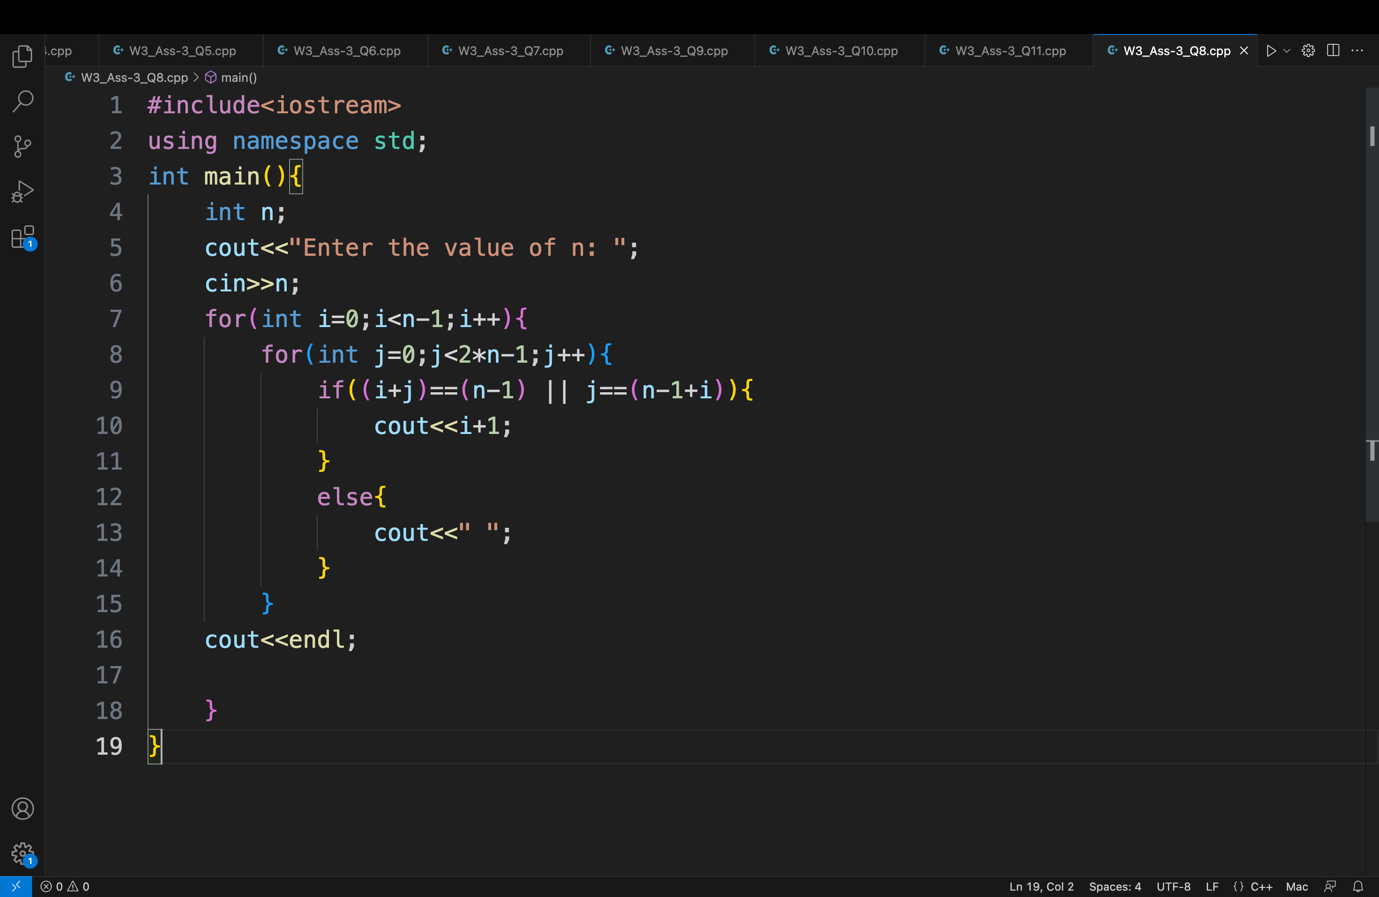 .cpp W3_Ass-3_Q5.cpp W3_Ass-3_Q6.cpp W3_Ass-3_Q7.cpp W3_Ass-3_Q9.cpp W3_Ass-3_Q10.cpp W3_Ass-3_Q11.cpp W3_Ass-3_Q8.cpp
W3_Ass-3_Q8.cpp > main()
1 #include<iostream>
2 using namespace std;
3 int main(){
4     int n;
5     cout<<"Enter the value of n: ";
6     cin>>n;
7     for(int i=0;i<n-1;i++){
8         for(int j=0;j<2*n-1;j++){
9             if((i+j)==(n-1) || j==(n-1+i)){
10                 cout<<i+1;
11             }
12             else{
13                 cout<<" ";
14             }
15         }
16     cout<<endl;
17
18     }
19 }
1
1
0 0 Ln 19, Col 2 Spaces: 4 UTF-8 LF {} C++ Mac